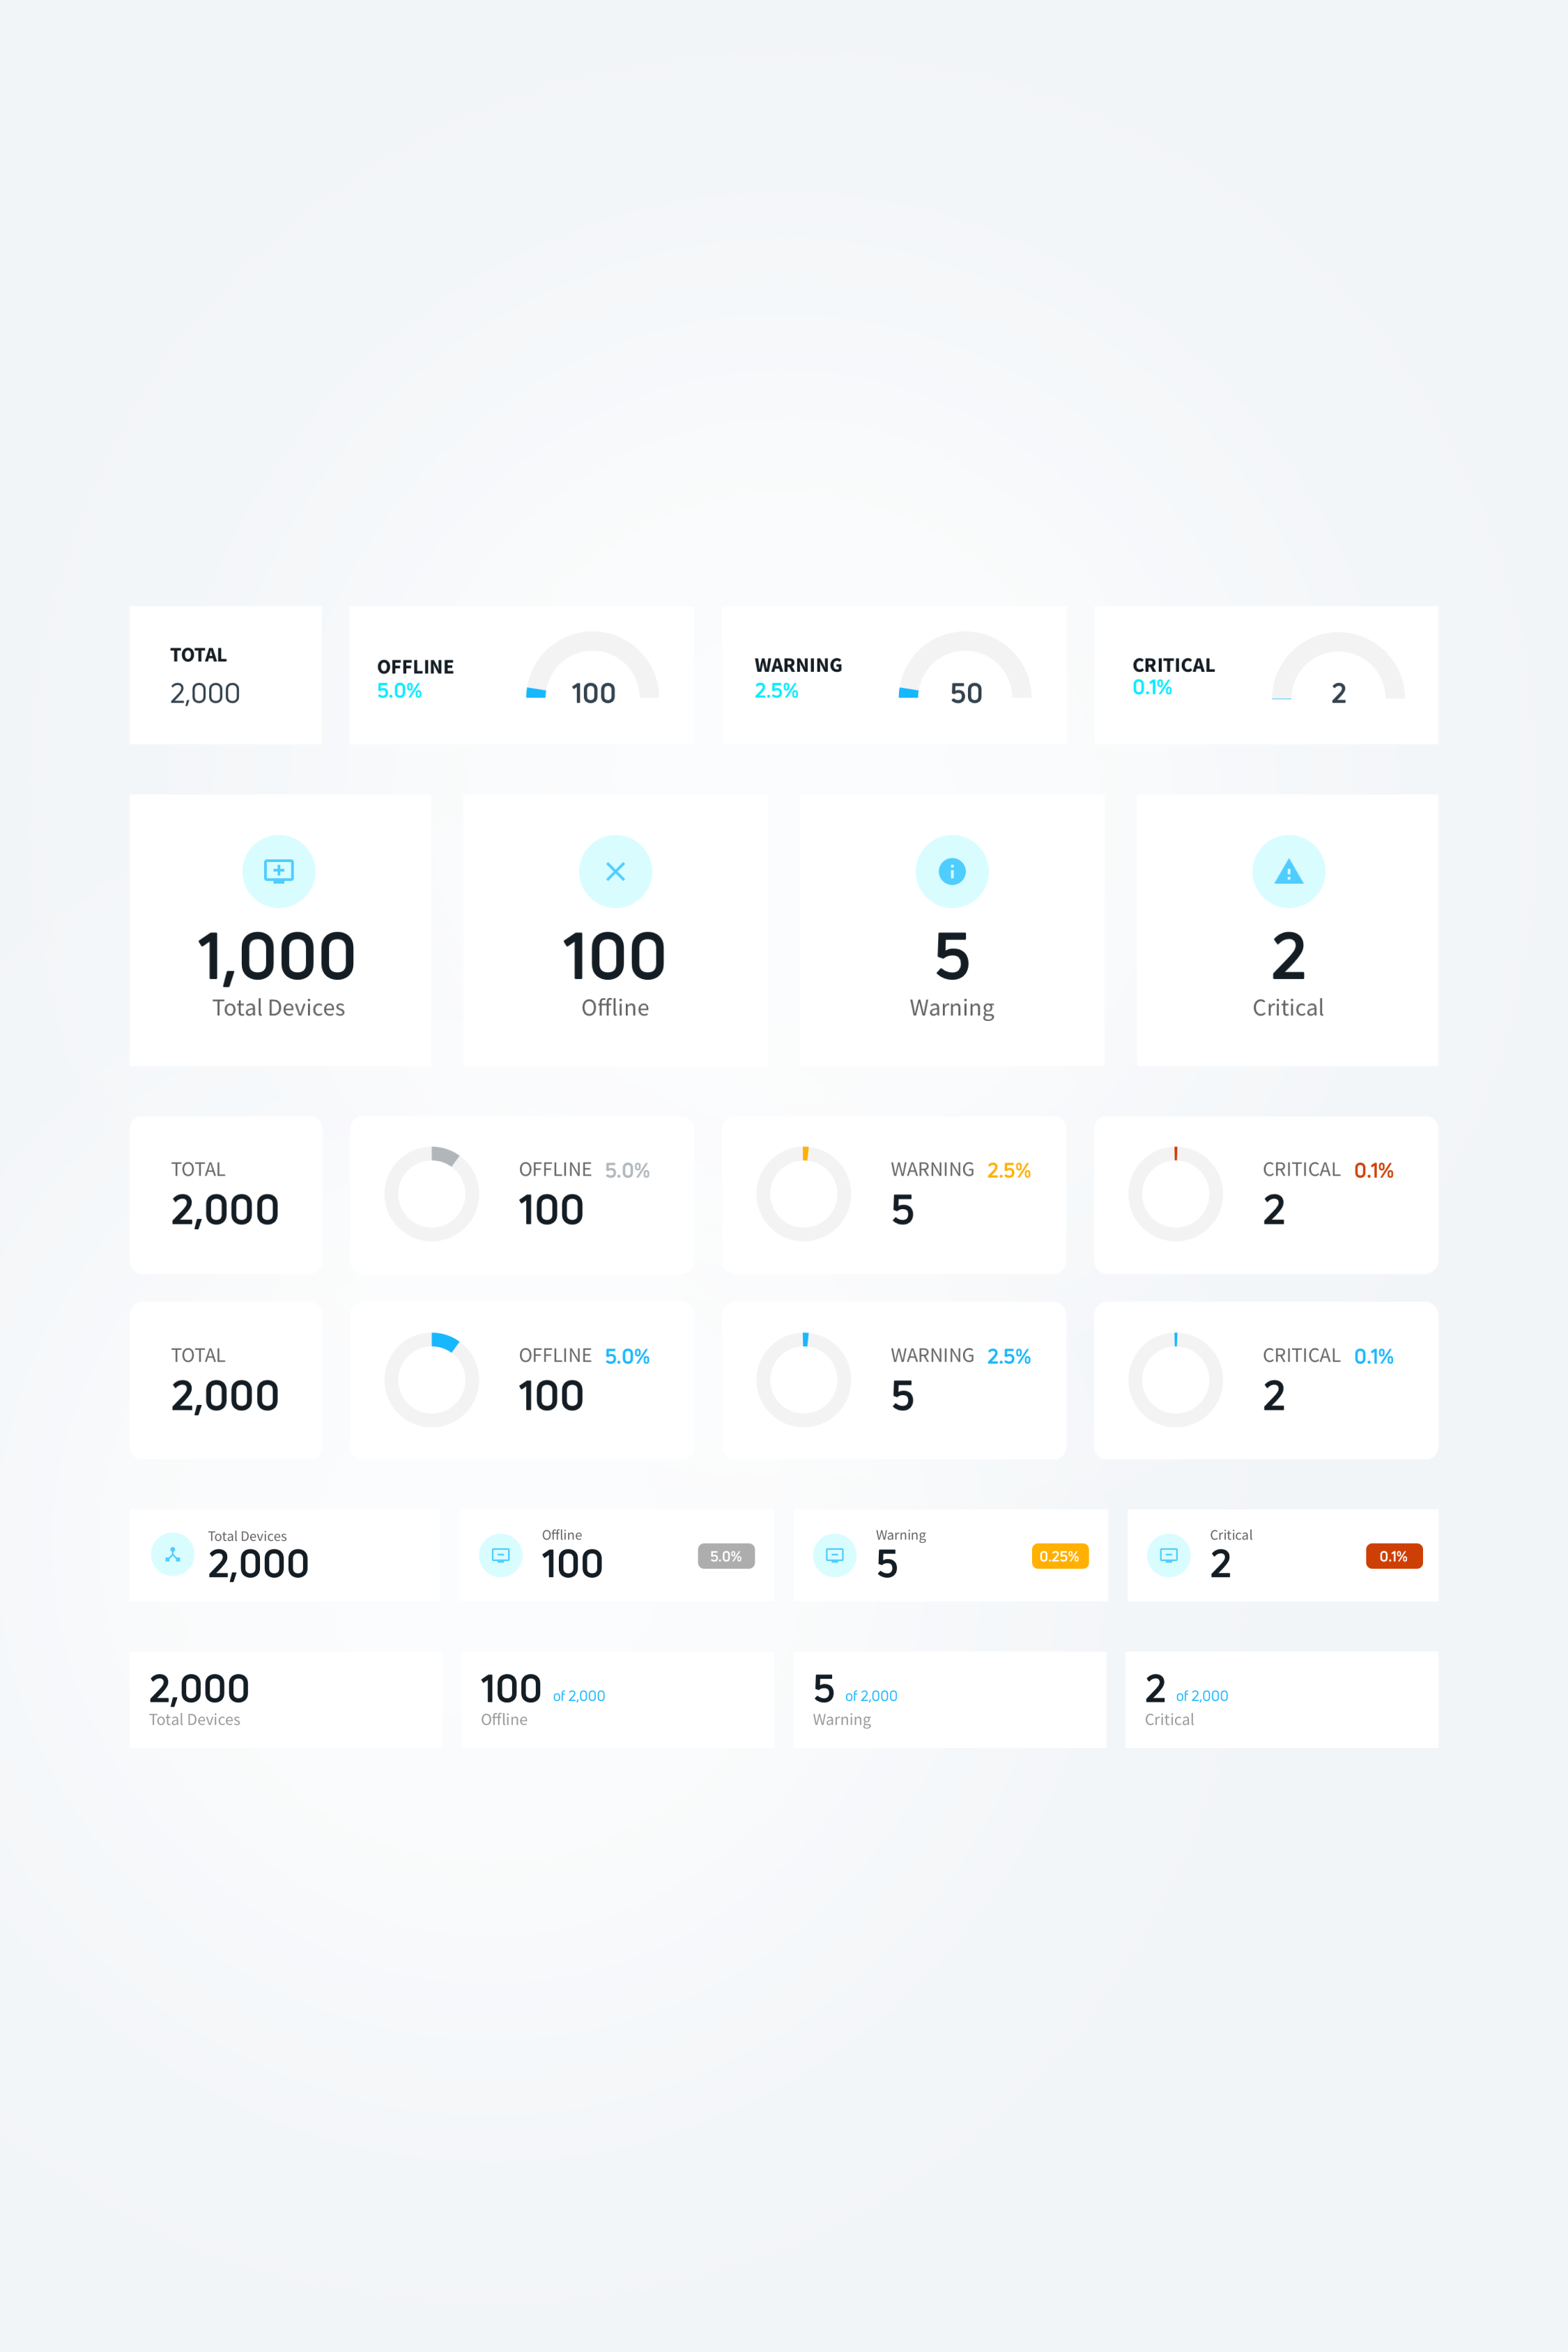 TOTAL
2,000
OFFLINE
5.0%
100
WARNING
2.5%
50
CRITICAL
0.1%
2
1,000
Total Devices
100
Offline
5
Warning
2
Critical
TOTAL
2,000
OFFLINE 5.0%
100
WARNING 2.5%
5
CRITICAL 0.1%
2
TOTAL
2,000
OFFLINE 5.0%
100
WARNING 2.5%
5
CRITICAL 0.1%
2
Total Devices
2,000
Offline
100
5.0%
Warning
5
0.25%
Critical
2
0.1%
2,000
Total Devices
100 of 2,000
Offline
5 of 2,000
Warning
2 of 2,000
Critical